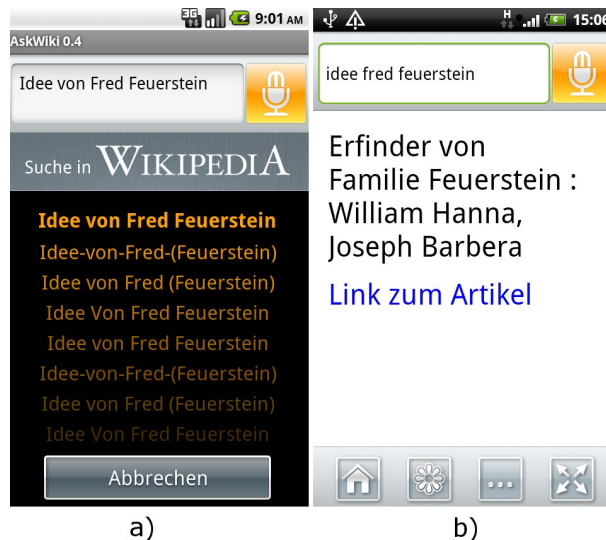 3G 9:01 AM
AskWiki 0.4
Idee von Fred Feuerstein
Suche in WIKIPEDIA
Idee von Fred Feuerstein
Idee-von-Fred-(Feuerstein)
Idee von Fred (Feuerstein)
Idee Von Fred Feuerstein
Idee von Fred Feuerstein
Idee-von-Fred-(Feuerstein)
Idee von Fred (Feuerstein)
Idee Von Fred Feuerstein
Abbrechen
a)
H 15:06
idee fred feuerstein
Erfinder von
Familie Feuerstein :
William Hanna,
Joseph Barbera
Link zum Artikel
b)